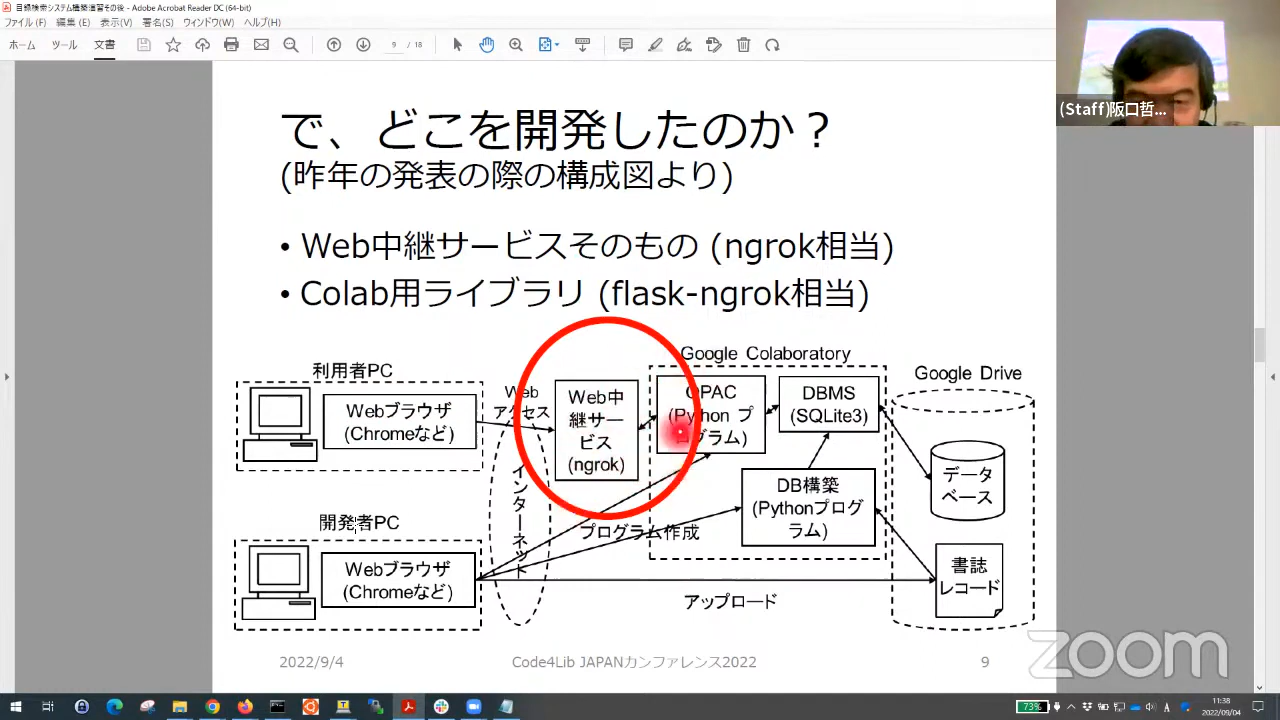 目録検索システム構築演習その後 - Adobe Acrobat Reader DC (64-bit)
ファイル(F) 編集(E) 表示(V) 署名(S) ウィンドウ(W) ヘルプ(H)
ホーム ツール 文書 9 / 18
(Staff)阪口哲...
で、どこを開発したのか？
(昨年の発表の際の構成図より)
• Web中継サービスそのもの (ngrok相当)
• Colab用ライブラリ (flask-ngrok相当)
利用者PC
Webブラウザ
(Chromeなど)
Web
アクセス
インターネット
Web中
継サー
ビス
(ngrok)
Google Colaboratory
OPAC
(Python プ
ログラム)
DBMS
(SQLite3)
DB構築
(Pythonプログ
ラム)
Google Drive
データ
ベース
書誌
レコード
開発者PC
Webブラウザ
(Chromeなど)
プログラム作成
アップロード
2022/9/4
Code4Lib JAPANカンファレンス2022
9
zoom
73%
11:38
2022/09/04